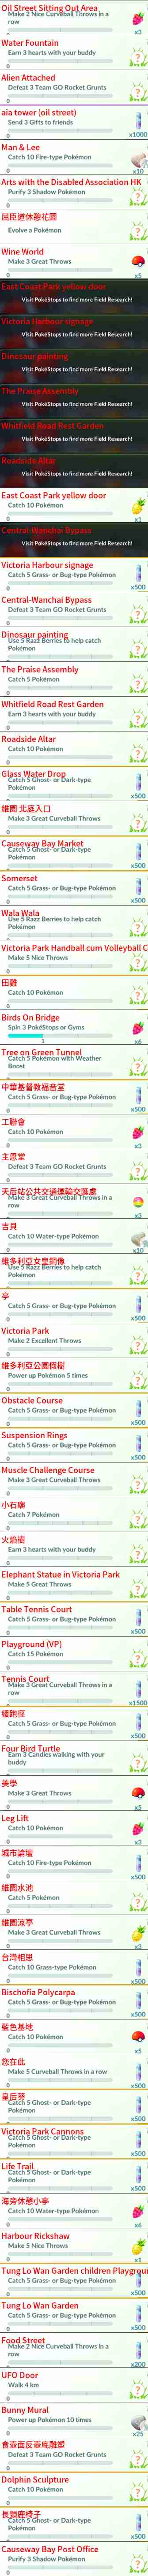 Oil Street Sitting Out Area
Make 2 Nice Curveball Throws in a
row
0
x3
Water Fountain
Earn 3 hearts with your buddy
0
?
Alien Attached
Defeat 3 Team GO Rocket Grunts
0
?
aia tower (oil street)
Send 3 Gifts to friends
0
x1000
Man & Lee
Catch 10 Fire-type Pokémon
0
x10
Arts with the Disabled Association HK
Purify 3 Shadow Pokémon
0
?
屈臣道休憩花園
Evolve a Pokémon
0
?
Wine World
Make 3 Great Throws
0
x5
East Coast Park yellow door
Visit PokéStops to find more Field Research!
Victoria Harbour signage
Visit PokéStops to find more Field Research!
Dinosaur painting
Visit PokéStops to find more Field Research!
The Praise Assembly
Visit PokéStops to find more Field Research!
Whitfield Road Rest Garden
Visit PokéStops to find more Field Research!
Roadside Altar
Visit PokéStops to find more Field Research!
East Coast Park yellow door
Catch 10 Pokémon
0
x1
Central-Wanchai Bypass
Visit PokéStops to find more Field Research!
Victoria Harbour signage
Catch 5 Grass- or Bug-type Pokémon
0
x500
Central-Wanchai Bypass
Defeat 3 Team GO Rocket Grunts
0
?
Dinosaur painting
Use 5 Razz Berries to help catch
Pokémon
?
The Praise Assembly
Catch 5 Pokémon
0
?
Whitfield Road Rest Garden
Earn 3 hearts with your buddy
0
?
Roadside Altar
Catch 10 Pokémon
0
?
Glass Water Drop
Catch 5 Ghost- or Dark-type
Pokémon
x500
維園 北庭入口
Make 3 Great Curveball Throws
0
?
Causeway Bay Market
Catch 5 Ghost- or Dark-type
Pokémon
x500
Somerset
Catch 5 Grass- or Bug-type Pokémon
0
x500
Wala Wala
Use 5 Razz Berries to help catch
Pokémon
?
Victoria Park Handball cum Volleyball C
Make 5 Nice Throws
0
?
田雞
Catch 10 Pokémon
0
?
Birds On Bridge
Spin 3 PokéStops or Gyms
1
x6
Tree on Green Tunnel
Catch 5 Pokémon with Weather
Boost
?
中華基督教福音堂
Catch 5 Grass- or Bug-type Pokémon
0
x500
工聯會
Catch 10 Pokémon
0
x3
主恩堂
Defeat 3 Team GO Rocket Grunts
0
?
天后站公共交通運輸交匯處
Make 3 Great Curveball Throws in a
row
x3
吉貝
Catch 10 Water-type Pokémon
0
x10
維多利亞女皇銅像
Use 5 Razz Berries to help catch
Pokémon
?
亭
Catch 5 Grass- or Bug-type Pokémon
0
x500
Victoria Park
Make 2 Excellent Throws
0
?
維多利亞公園假樹
Power up Pokémon 5 times
0
?
Obstacle Course
Catch 5 Grass- or Bug-type Pokémon
0
x500
Suspension Rings
Catch 5 Grass- or Bug-type Pokémon
0
x500
Muscle Challenge Course
Make 3 Great Curveball Throws
0
?
小石廟
Catch 7 Pokémon
0
?
火焰樹
Earn 3 hearts with your buddy
0
?
Elephant Statue in Victoria Park
Make 5 Great Throws
0
?
Table Tennis Court
Catch 5 Grass- or Bug-type Pokémon
0
x500
Playground (VP)
Catch 15 Pokémon
0
?
Tennis Court
Make 3 Great Curveball Throws in a
row
x1500
緩跑徑
Catch 5 Grass- or Bug-type Pokémon
0
x500
Four Bird Turtle
Earn 3 Candies walking with your
buddy
?
美學
Make 3 Great Throws
0
x5
Leg Lift
Catch 10 Pokémon
0
x3
城市論壇
Catch 10 Fire-type Pokémon
0
x500
維園水池
Catch 5 Pokémon
0
?
維園涼亭
Make 3 Great Curveball Throws
0
x3
台灣相思
Catch 10 Grass-type Pokémon
0
x500
Bischofia Polycarpa
Catch 5 Grass- or Bug-type Pokémon
0
x500
藍色基地
Catch 10 Pokémon
0
x5
您在此
Make 5 Curveball Throws in a row
0
x500
皇后葵
Catch 5 Ghost- or Dark-type
Pokémon
x500
Victoria Park Cannons
Catch 5 Ghost- or Dark-type
Pokémon
x500
Life Trail
Catch 5 Ghost- or Dark-type
Pokémon
x500
海旁休憩小亭
Catch 10 Water-type Pokémon
0
x6
Harbour Rickshaw
Make 5 Nice Throws
0
x1
Tung Lo Wan Garden children Playgroun
Catch 5 Grass- or Bug-type Pokémon
0
x500
Tung Lo Wan Garden
Catch 5 Grass- or Bug-type Pokémon
0
x500
Food Street
Make 2 Nice Curveball Throws in a
row
x200
UFO Door
Walk 4 km
0
?
Bunny Mural
Power up Pokémon 10 times
0
x25
食壺面反壺底雕塑
Defeat 3 Team GO Rocket Grunts
0
?
Dolphin Sculpture
Catch 10 Pokémon
0
?
長頸鹿椅子
Catch 5 Ghost- or Dark-type
Pokémon
x500
Causeway Bay Post Office
Purify 3 Shadow Pokémon
0
?